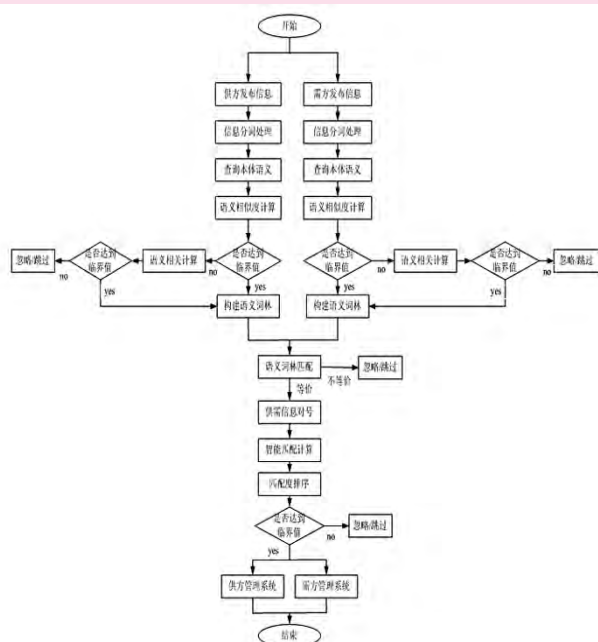 开始
供方发布信息
需方发布信息
信息分词处理
信息分词处理
查询本体语义
查询本体语义
语义相似度计算
语义相似度计算
忽略/跳过
no
是否达到
临界值
语义相关计算
no
是否达到
临界值
是否达到
临界值
no
语义相关计算
是否达到
临界值
no
忽略/跳过
yes
yes
yes
yes
构建语义词林
构建语义词林
语义词林匹配
不等价
忽略/跳过
等价
供需信息对号
智能匹配计算
匹配度排序
是否达到
临界值
no
忽略/跳过
yes
供方管理系统
需方管理系统
结束